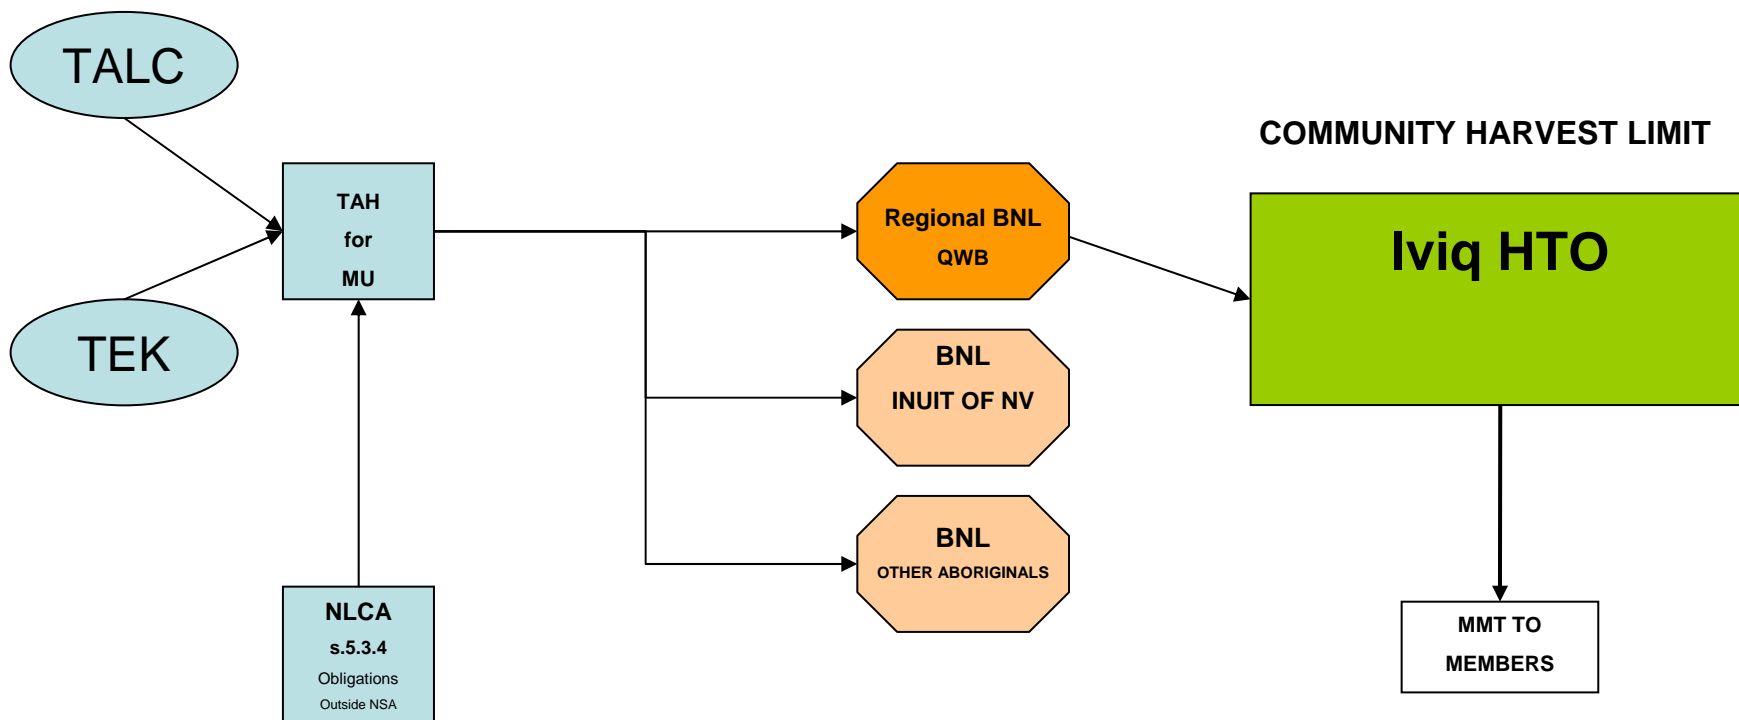 TALC
TEK
TAH
for
MU
NLCA
s.5.3.4
Obligations
Outside NSA
Regional BNL
QWB
BNL
INUIT OF NV
BNL
OTHER ABORIGINALS
COMMUNITY HARVEST LIMIT
Iviq HTO
MMT TO
MEMBERS